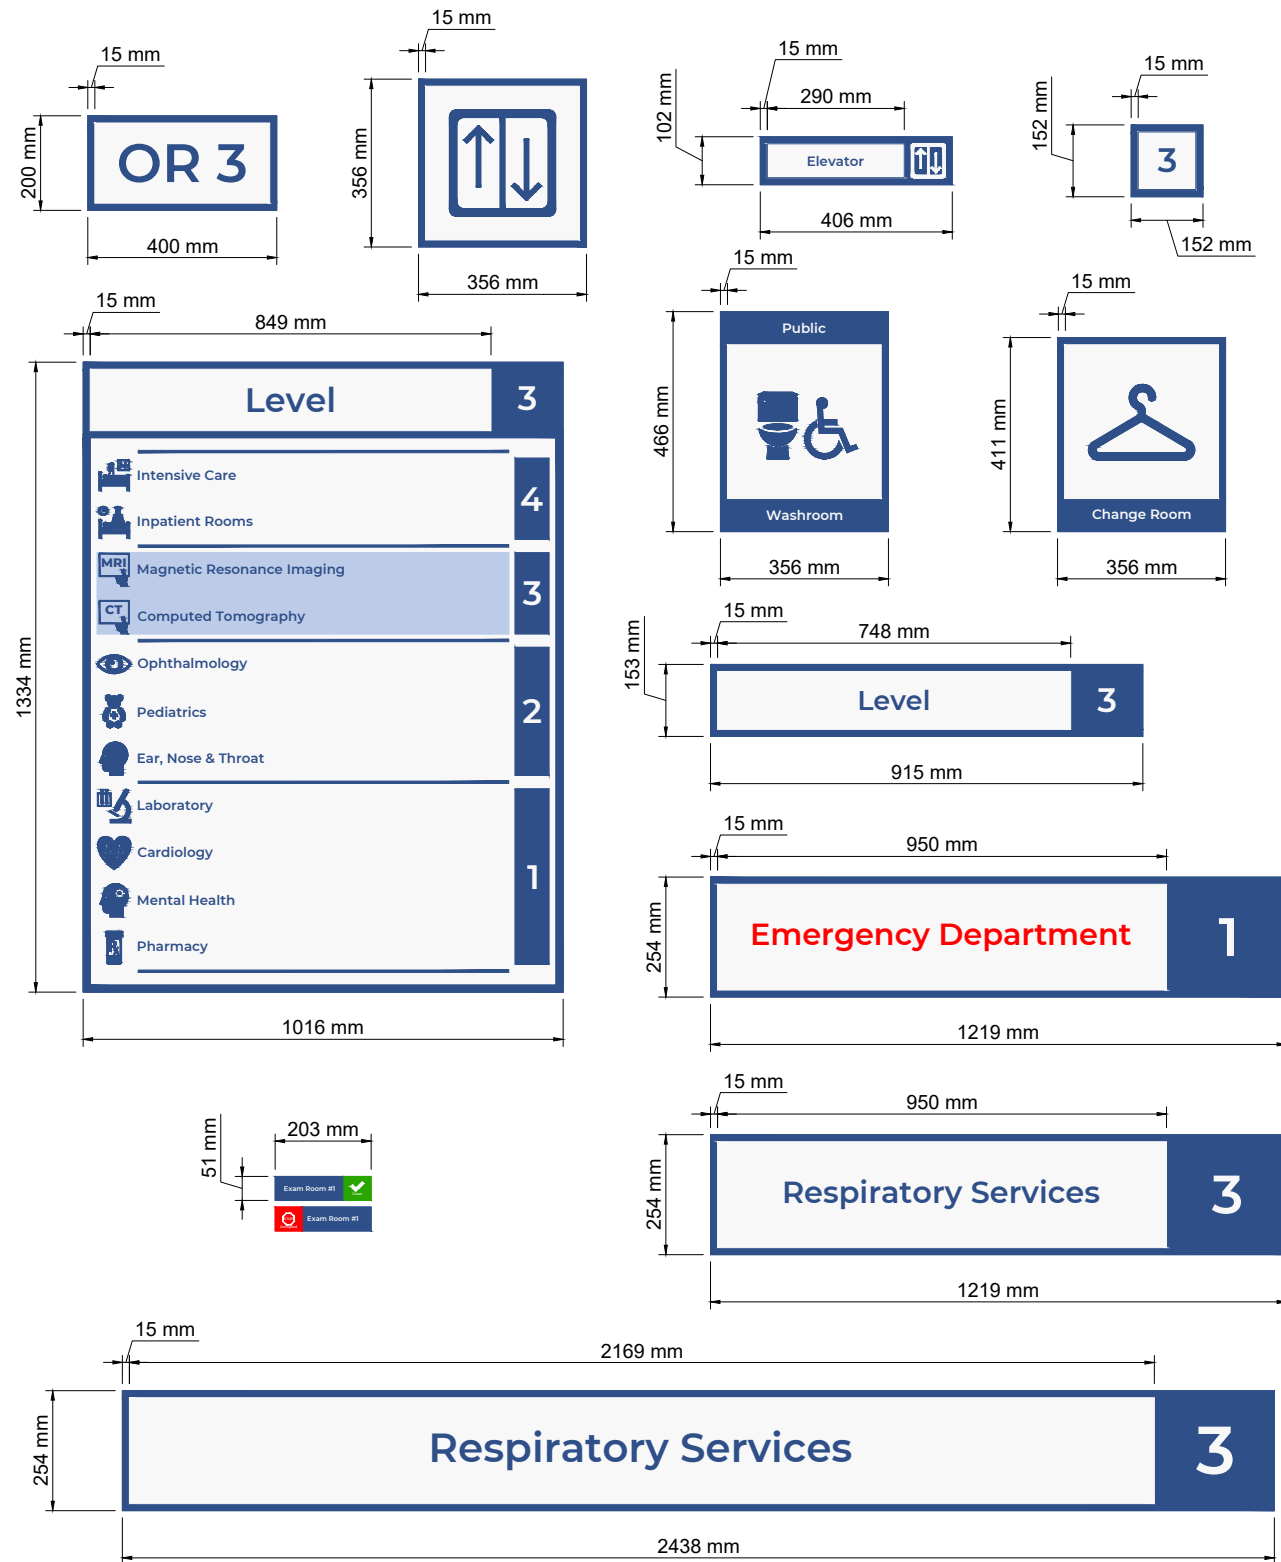 15 mm
15 mm
15 mm
15 mm
290 mm
102 mm
152 mm
200 mm
356 mm
OR 3
Elevator
3
400 mm
356 mm
406 mm
152 mm
15 mm
849 mm
15 mm
15 mm
Level
3
Public
466 mm
411 mm
Washroom
Change Room
356 mm
356 mm
1334 mm
Intensive Care
Inpatient Rooms
4
MRI
Magnetic Resonance Imaging
CT
Computed Tomography
3
Ophthalmology
Pediatrics
Ear, Nose & Throat
2
Laboratory
Cardiology
Mental Health
Pharmacy
1
1016 mm
15 mm
748 mm
153 mm
Level
3
915 mm
15 mm
950 mm
254 mm
Emergency Department
1
1219 mm
15 mm
950 mm
254 mm
Respiratory Services
3
1219 mm
51 mm
203 mm
Exam Room #1
Exam Room #1
15 mm
2169 mm
254 mm
Respiratory Services
3
2438 mm